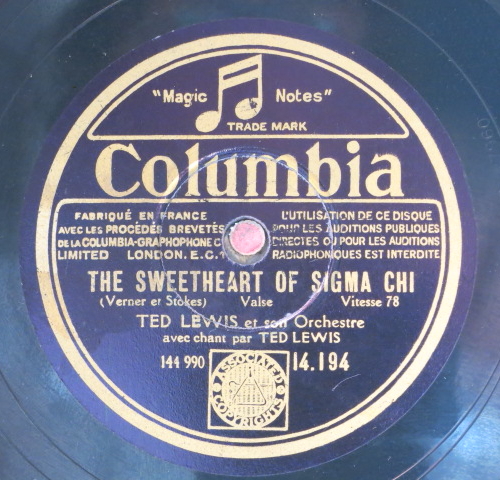 "Magic Notes"
TRADE MARK
Columbia
FABRIQUÉ EN FRANCE
AVEC LES PROCÉDÉS BREVETÉS
DE LA COLUMBIA-GRAPHOPHONE C
LIMITED LONDON. E.C.1
L'UTILISATION DE CE DISQUE
POUR LES AUDITIONS PUBLIQUES
DIRECTES OU POUR LES AUDITIONS
RADIOPHONIQUES EST INTERDITE
THE SWEETHEART OF SIGMA CHI
(Verner et Stokes) Valse Vitesse 78
TED LEWIS et son Orchestre
avec chant par TED LEWIS
144 990 14.194
ASSOCIATED
COPYRIGHTS